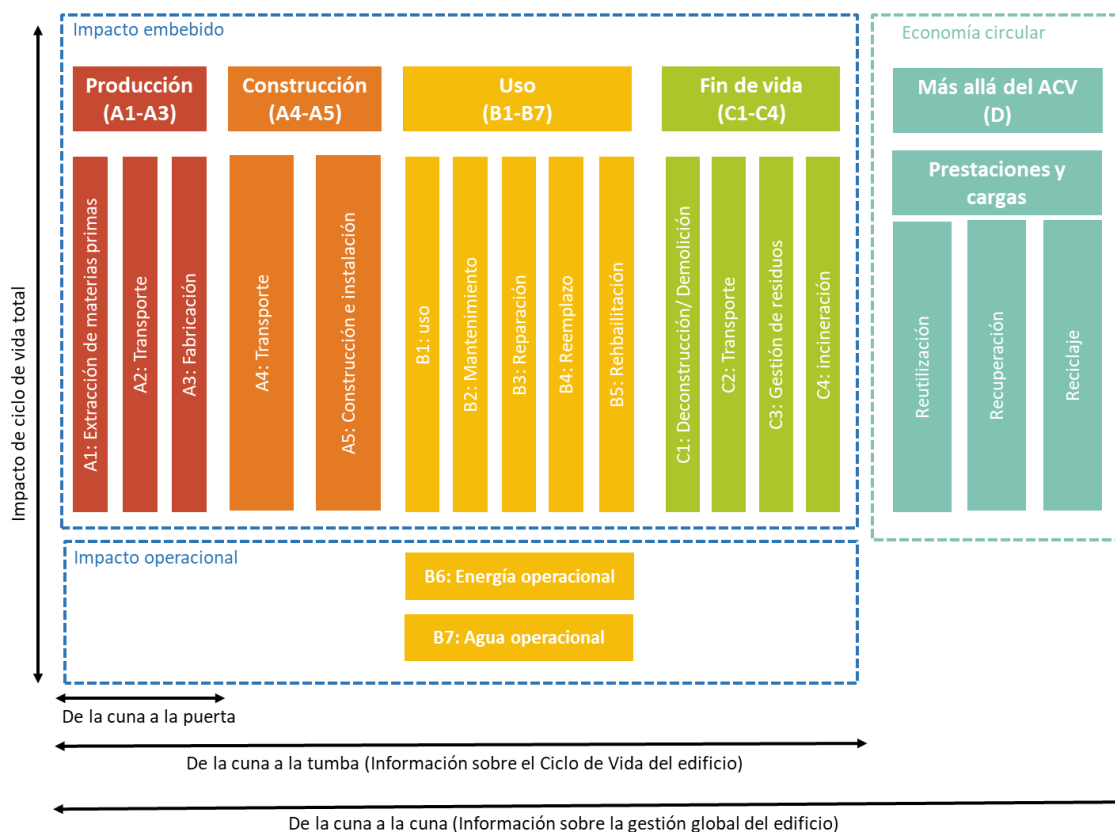 Impacto embebido
Economía circular
Producción
(A1-A3)
Construcción
(A4-A5)
Uso
(B1-B7)
Fin de vida
(C1-C4)
Más allá del ACV
(D)
Prestaciones y
cargas
A1: Extracción de materias primas
A2: Transporte
A3: Fabricación
A4: Transporte
A5: Construcción e instalación
B1: uso
B2: Mantenimiento
B3: Reparación
B4: Reemplazo
B5: Rehbailitación
C1: Deconstrucción/ Demolición
C2: Transporte
C3: Gestión de residuos
C4: incineración
Reutilización
Recuperación
Reciclaje
Impacto de ciclo de vida total
Impacto operacional
B6: Energía operacional
B7: Agua operacional
De la cuna a la puerta
De la cuna a la tumba (Información sobre el Ciclo de Vida del edificio)
De la cuna a la cuna (Información sobre la gestión global del edificio)